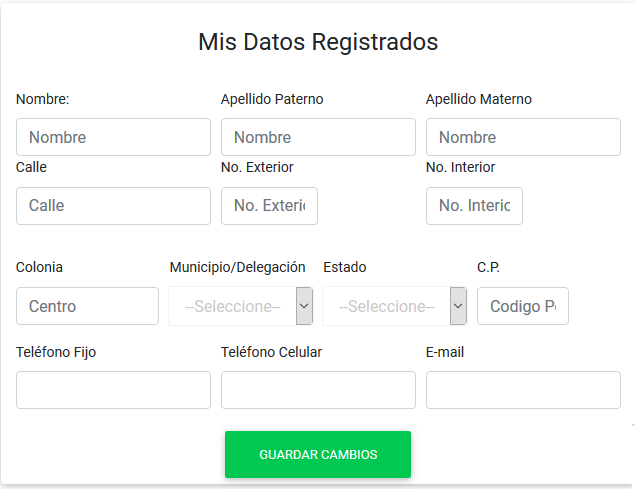 Mis Datos Registrados
Nombre: Apellido Paterno Apellido Materno
Nombre Nombre Nombre
Calle No. Exterior No. Interior
Calle No. Exteri No. Interio
Colonia Municipio/Delegación Estado C.P.
Centro --Seleccione-- --Seleccione-- Codigo P
Teléfono Fijo Teléfono Celular E-mail
GUARDAR CAMBIOS